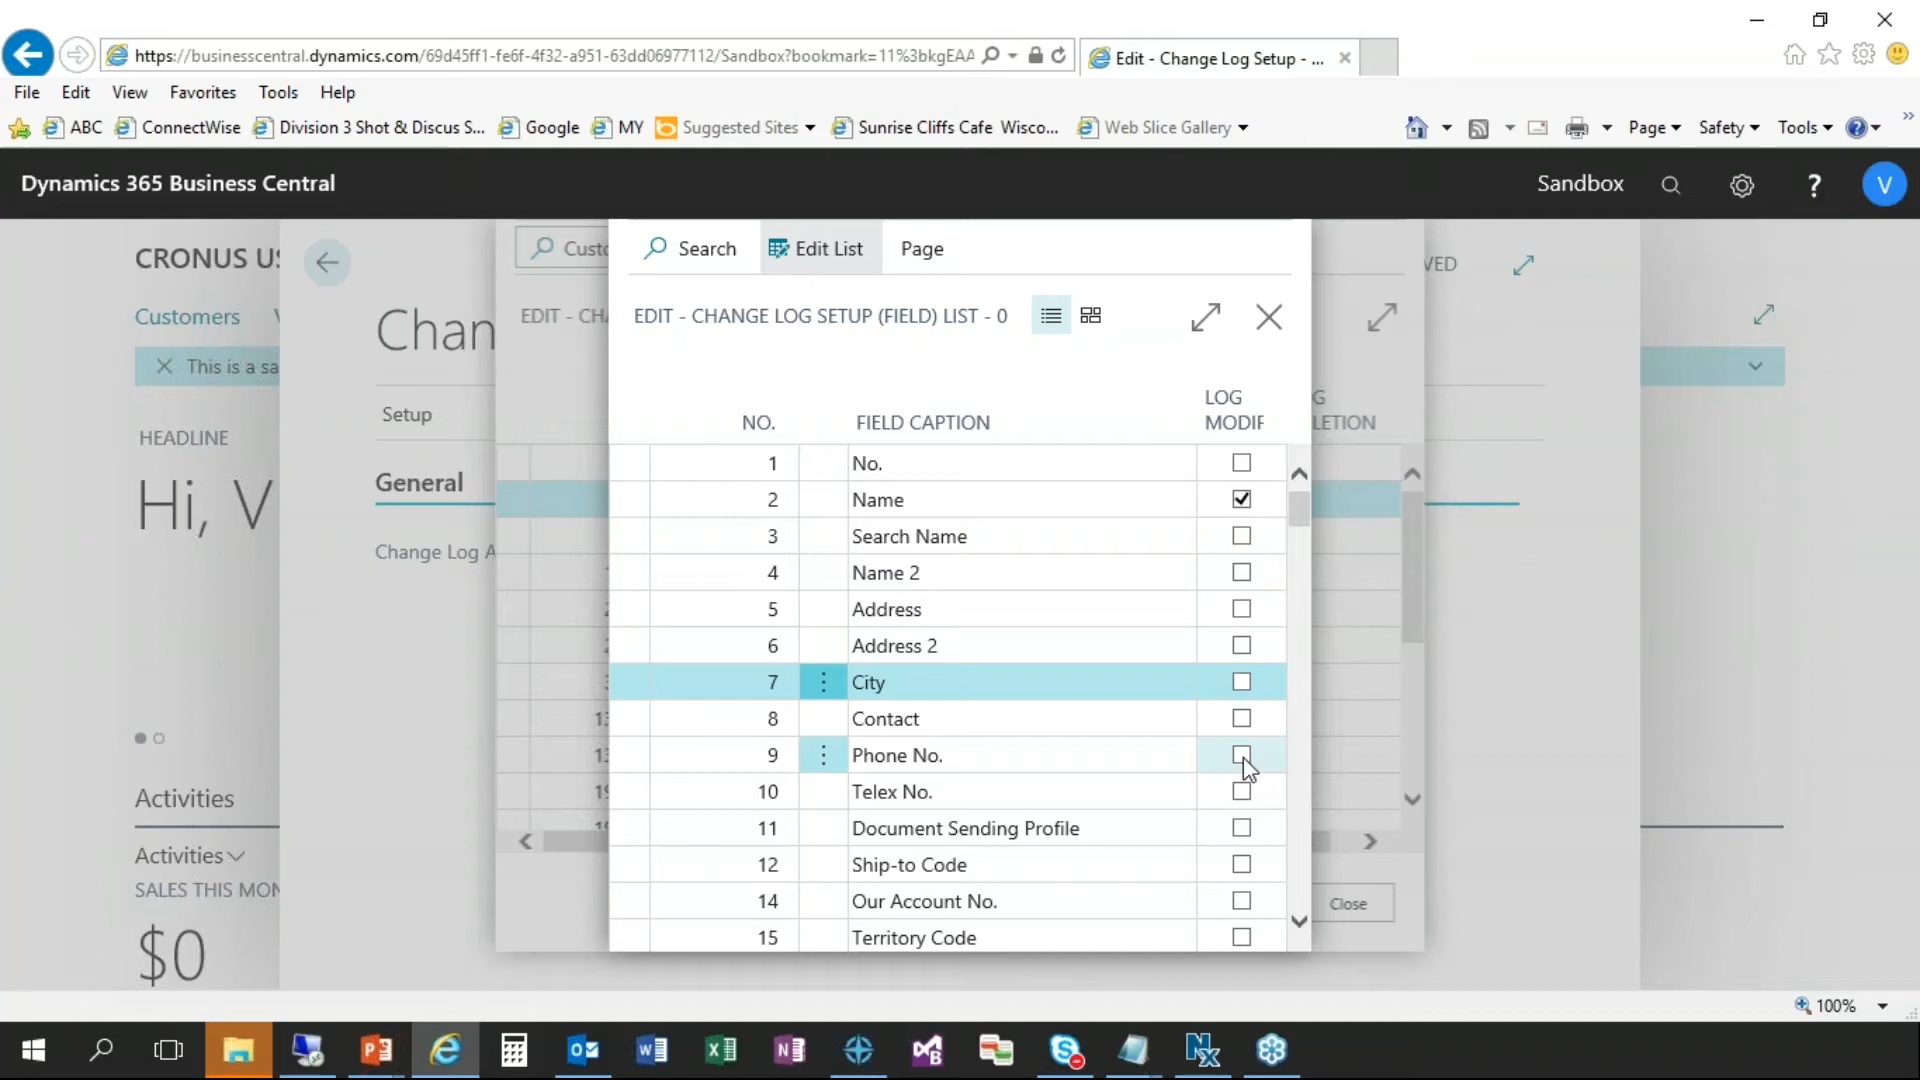 https://businesscentral.dynamics.com/69d45ff1-fe6f-4f32-a951-63dd06977112/Sandbox?bookmark=11%3bkgEAA
Edit - Change Log Setup - ...
File Edit View Favorites Tools Help
ABC ConnectWise Division 3 Shot & Discus S... Google MY Suggested Sites Sunrise Cliffs Cafe Wisco... Web Slice Gallery Page Safety Tools
Dynamics 365 Business Central Sandbox ? V
CRONUS US
Custo
Search Edit List Page
VED
Customers
Chan
EDIT - CHA
EDIT - CHANGE LOG SETUP (FIELD) LIST - 0
This is a sa
Setup
NO. FIELD CAPTION LOG MODIF
G
LETION
HEADLINE
Hi, V
General
Change Log A
1 No.
2 Name
3 Search Name
4 Name 2
5 Address
6 Address 2
7 City
8 Contact
9 Phone No.
10 Telex No.
11 Document Sending Profile
12 Ship-to Code
14 Our Account No.
15 Territory Code
Activities
Activities
SALES THIS MON
$0
Close
100%